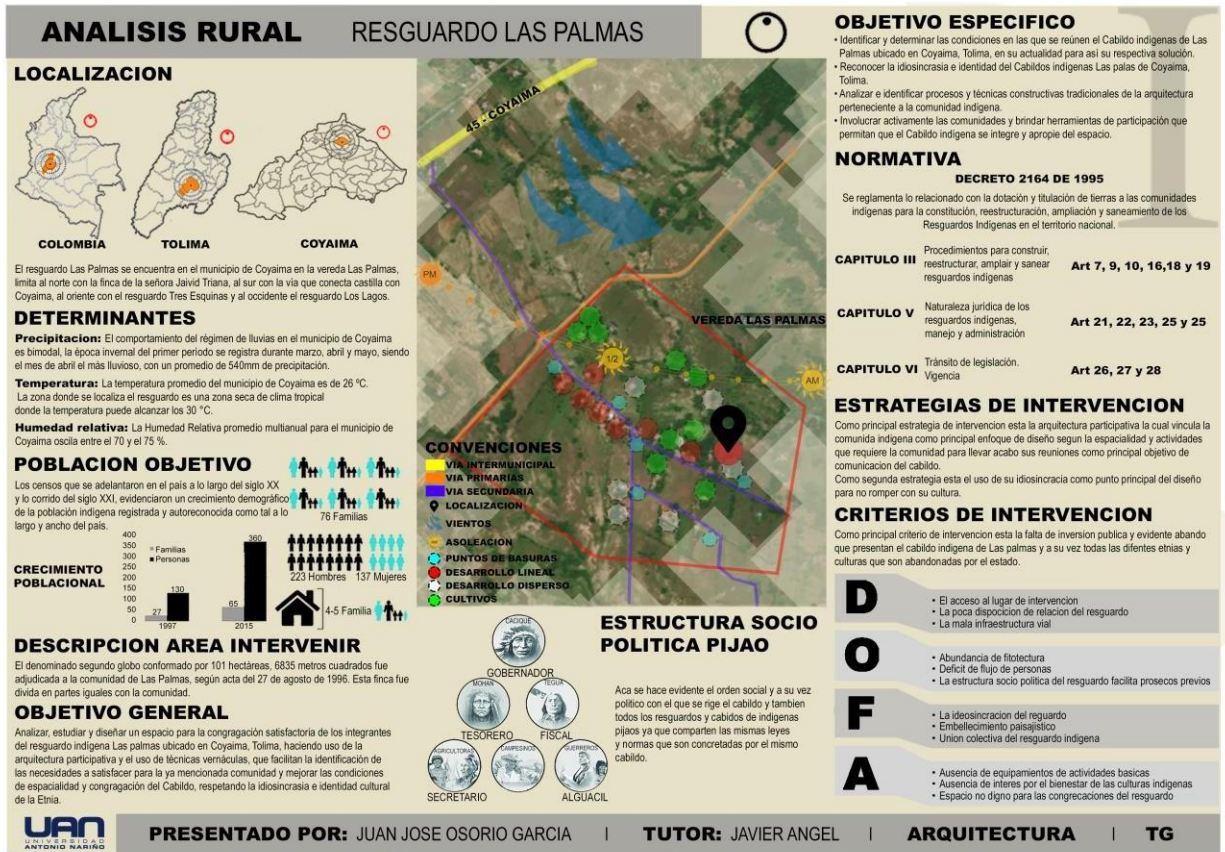 ANALISIS RURAL RESGUARDO LAS PALMAS
LOCALIZACION
COLOMBIA
TOLIMA
COYAIMA
El resguardo Las Palmas se encuentra en el municipio de Coyaima en la vereda Las Palmas,
limita al norte con la finca de la señora Jaivid Triana, al sur con la via que conecta castilla con
Coyaima, al oriente con el resguardo Tres Esquinas y al occidente el resguardo Los Lagos.
DETERMINANTES
Precipitacion: El comportamiento del régimen de lluvias en el municipio de Coyaima
es bimodal, la época invernal del primer periodo se registra durante marzo, abril y mayo, siendo
el mes de abril el más lluvioso, con un promedio de 540mm de precipitación.
Temperatura: La temperatura promedio del municipio de Coyaima es de 26 ºC.
La zona donde se localiza el resguardo es una zona seca de clima tropical
donde la temperatura puede alcanzar los 30 °C.
Humedad relativa: La Humedad Relativa promedio multianual para el municipio de
Coyaima oscila entre el 70 y el 75 %.
POBLACION OBJETIVO
Los censos que se adelantaron en el país a lo largo del siglo XX
y lo corrido del siglo XXI, evidenciaron un crecimiento demográfico
de la población indígena registrada y autoreconocida como tal a lo
largo y ancho del país.
76 Familias
CRECIMIENTO
POBLACIONAL
400
350
300
250
200
150
100
50
0
Familias
Personas
27
130
65
360
1997
2015
223 Hombres
137 Mujeres
4-5 Familia
DESCRIPCION AREA INTERVENIR
El denominado segundo globo conformado por 101 hectáreas, 6835 metros cuadrados fue
adjudicada a la comunidad de Las Palmas, según acta del 27 de agosto de 1996. Esta finca fue
divida en partes iguales con la comunidad.
OBJETIVO GENERAL
Analizar, estudiar y diseñar un espacio para la congregación satisfactoria de los integrantes
del resguardo indígena Las palmas ubicado en Coyaima, Tolima, haciendo uso de la
arquitectura participativa y el uso de técnicas vernáculas, que facilitan la identificación de
las necesidades a satisfacer para la ya mencionada comunidad y mejorar las condiciones
de espacialidad y congregación del Cabildo, respetando la idiosincrasia e identidad cultural
de la Etnia.
45 - COYAIMA
PM
VEREDA LAS PALMAS
1/2
AM
CONVENCIONES
VIA INTERMUNICIPAL
VIA PRIMARIAS
VIA SECUNDARIA
LOCALIZACION
VIENTOS
ASOLEACION
PUNTOS DE BASURAS
DESARROLLO LINEAL
DESARROLLO DISPERSO
CULTIVOS
CACIQUE
GOBERNADOR
MOHAN
TESORERO
TEGUA
FISCAL
AGRICULTORAS
CAMPESINOS
GUERREROS
SECRETARIO
ALGUACIL
ESTRUCTURA SOCIO
POLITICA PIJAO
Aca se hace evidente el orden social y a su vez
politico con el que se rige el cabildo y tambien
todos los resguardos y cabidos de indigenas
pijaos ya que comparten las mismas leyes
y normas que son concretadas por el mismo
cabildo.
I
OBJETIVO ESPECIFICO
• Identificar y determinar las condiciones en las que se reúnen el Cabildo indígenas de Las
Palmas ubicado en Coyaima, Tolima, en su actualidad para así su respectiva solución.
• Reconocer la idiosincrasia e identidad del Cabildos indígenas Las palas de Coyaima,
Tolima.
• Analizar e identificar procesos y técnicas constructivas tradicionales de la arquitectura
perteneciente a la comunidad indígena.
• Involucrar activamente las comunidades y brindar herramientas de participación que
permitan que el Cabildo indígena se integre y apropie del espacio.
NORMATIVA
DECRETO 2164 DE 1995
Se reglamenta lo relacionado con la dotación y titulación de tierras a las comunidades
indígenas para la constitución, reestructuración, ampliación y saneamiento de los
Resguardos Indígenas en el territorio nacional.
CAPITULO III
Procedimientos para construir,
reestructurar, amplair y sanear
resguardos indígenas
Art 7, 9, 10, 16,18 y 19
CAPITULO V
Naturaleza jurídica de los
resguardos indígenas,
manejo y administración
Art 21, 22, 23, 25 y 25
CAPITULO VI
Tránsito de legislación.
Vigencia
Art 26, 27 y 28
ESTRATEGIAS DE INTERVENCION
Como principal estrategia de intervencion esta la arquitectura participativa la cual vincula la
comunida indigena como principal enfoque de diseño segun la espacialidad y actividades
que requiere la comunidad para llevar acabo sus reuniones como principal objetivo de
comunicacion del cabildo.
Como segunda estrategia esta el uso de su idiosincracia como punto principal del diseño
para no romper con su cultura.
CRITERIOS DE INTERVENCION
Como principal criterio de intervencion esta la falta de inversion publica y evidente abando
que presentan el cabildo indigena de Las palmas y a su vez todas las difentes etnias y
culturas que son abandonadas por el estado.
D
• El acceso al lugar de intervencion
• La poca dispocicion de relacion del resguardo
• La mala infraestructura vial
O
• Abundancia de fitotectura
• Deficit de flujo de personas
• La estructura socio politica del resguardo facilita prosecos previos
F
• La ideosincracion del reguardo
• Embellecimiento paisajistico
• Union colectiva del resguardo indigena
A
• Ausencia de equipamientos de actividades basicas
• Ausencia de interes por el bienestar de las culturas indigenas
• Espacio no digno para las congrecaciones del resguardo
UAN
UNIVERSIDAD
ANTONIO NARIÑO
PRESENTADO POR: JUAN JOSE OSORIO GARCIA | TUTOR: JAVIER ANGEL | ARQUITECTURA | TG